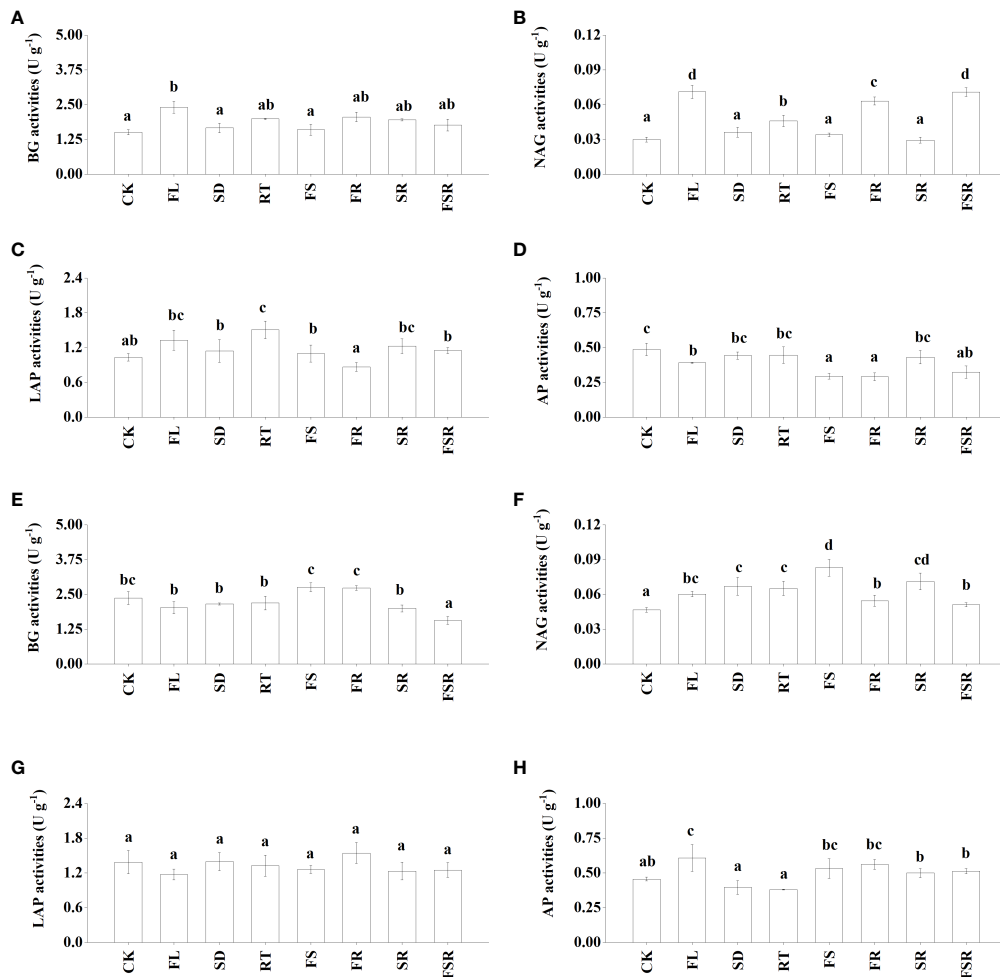 A
BG activities (U g⁻¹)
5.00
3.75
2.50
1.25
0.00
a
b
a
ab
a
ab
ab
ab
CK
FL
SD
RT
FS
FR
SR
FSR
B
NAG activities (U g⁻¹)
0.12
0.09
0.06
0.03
0.00
a
d
a
b
a
c
a
d
CK
FL
SD
RT
FS
FR
SR
FSR
C
LAP activities (U g⁻¹)
2.4
1.8
1.2
0.6
0.0
ab
bc
b
c
b
a
bc
b
CK
FL
SD
RT
FS
FR
SR
FSR
D
AP activities (U g⁻¹)
1.00
0.75
0.50
0.25
0.00
c
b
bc
bc
a
a
bc
ab
CK
FL
SD
RT
FS
FR
SR
FSR
E
BG activities (U g⁻¹)
5.00
3.75
2.50
1.25
0.00
bc
b
b
b
c
c
b
a
CK
FL
SD
RT
FS
FR
SR
FSR
F
NAG activities (U g⁻¹)
0.12
0.09
0.06
0.03
0.00
a
bc
c
c
d
b
cd
b
CK
FL
SD
RT
FS
FR
SR
FSR
G
LAP activities (U g⁻¹)
2.4
1.8
1.2
0.6
0.0
a
a
a
a
a
a
a
a
CK
FL
SD
RT
FS
FR
SR
FSR
H
AP activities (U g⁻¹)
1.00
0.75
0.50
0.25
0.00
ab
c
a
a
bc
bc
b
b
CK
FL
SD
RT
FS
FR
SR
FSR